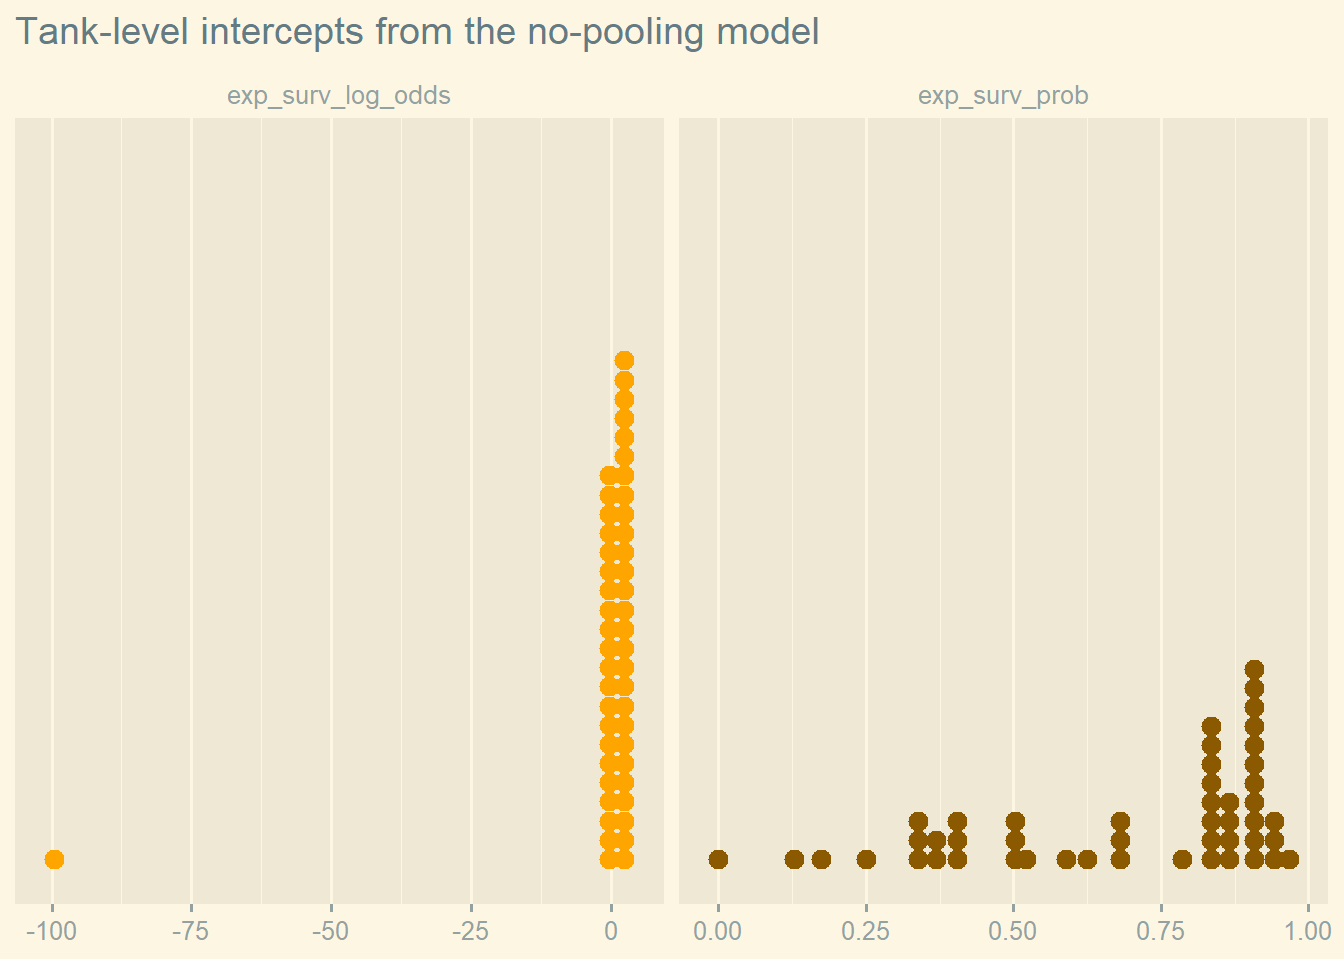 Tank-level intercepts from the no-pooling model
exp_surv_log_odds
exp_surv_prob
-100 -75 -50 -25 0
0.00 0.25 0.50 0.75 1.00